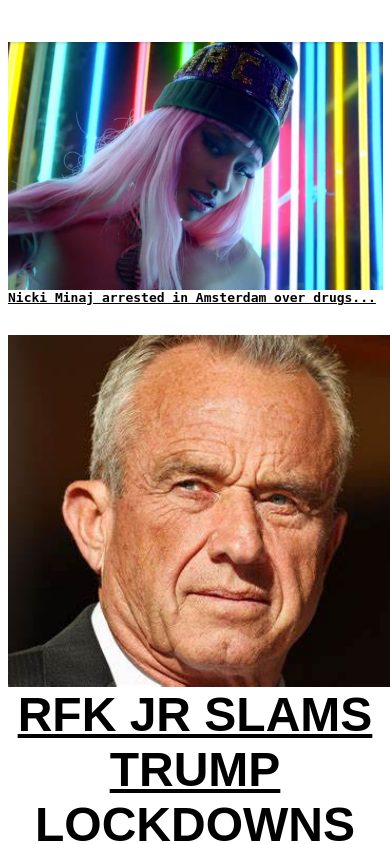 Nicki Minaj arrested in Amsterdam over drugs...
RFK JR SLAMS
TRUMP
LOCKDOWNS